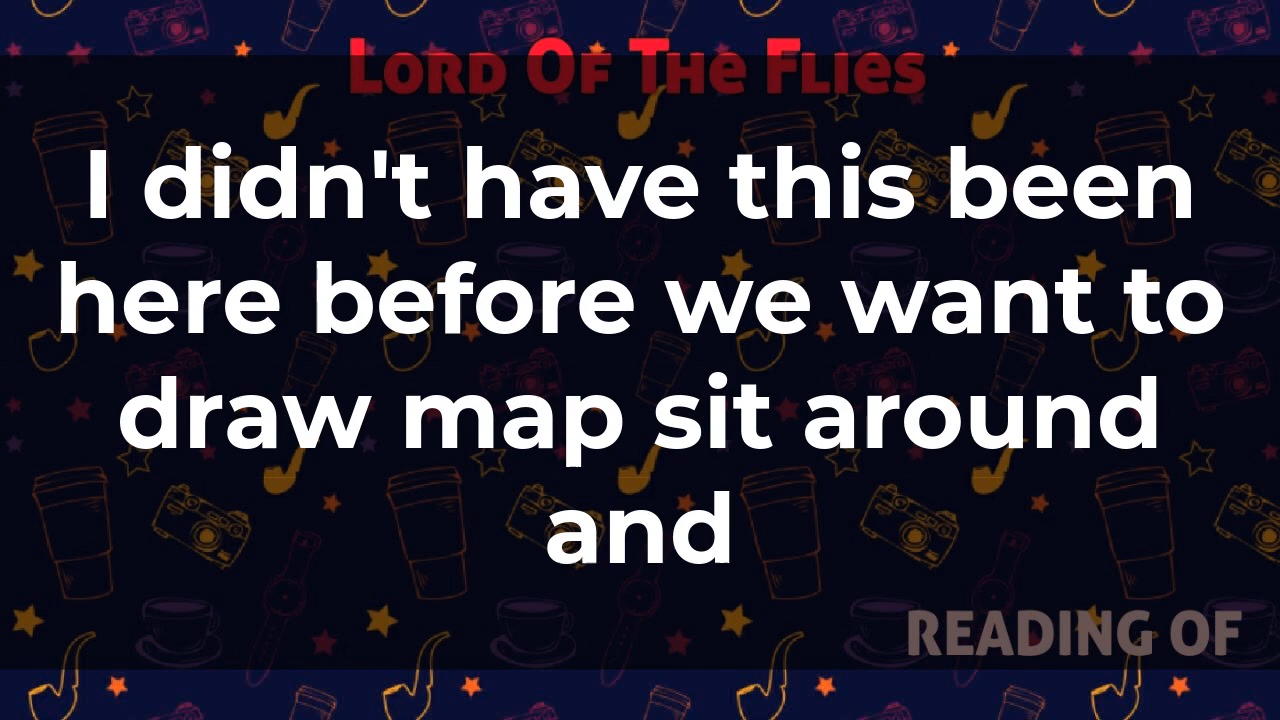 Lord Of The Flies
I didn't have this been
here before we want to
draw map sit around
and
READING OF